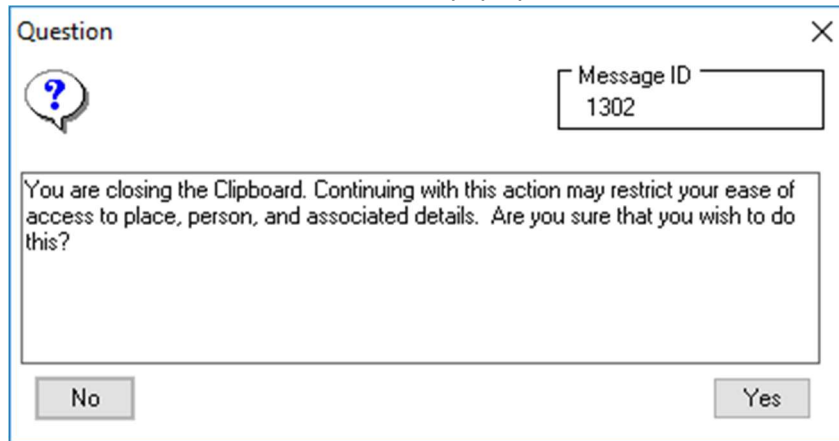 Question
?
Message ID
1302
You are closing the Clipboard. Continuing with this action may restrict your ease of
access to place, person, and associated details.  Are you sure that you wish to do
this?
No
Yes